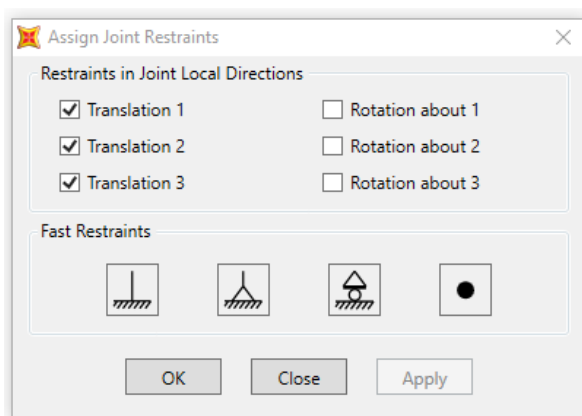 Assign Joint Restraints
Restraints in Joint Local Directions
Translation 1 Rotation about 1
Translation 2 Rotation about 2
Translation 3 Rotation about 3
Fast Restraints
OK Close Apply